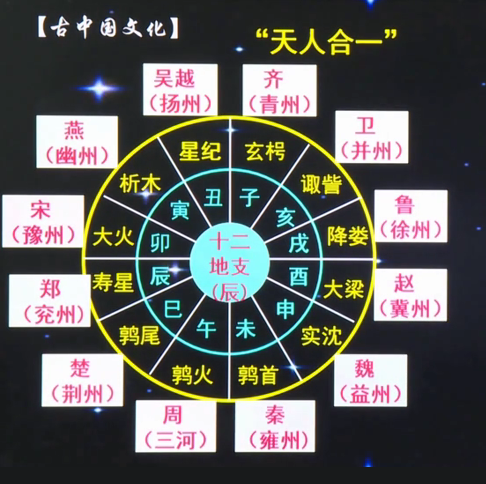 【古中国文化】
“天人合一”
吴越
（扬州）
齐
（青州）
燕
（幽州）
卫
（并州）
宋
（豫州）
鲁
（徐州）
郑
（兖州）
赵
（冀州）
楚
（荆州）
魏
（益州）
周
（三河）
秦
（雍州）
星纪
玄枵
析木
诹訾
大火
降娄
寿星
大梁
鹑尾
实沈
鹑火
鹑首
丑
子
寅
亥
卯
戌
辰
酉
巳
申
午
未
十二
地支
（辰）